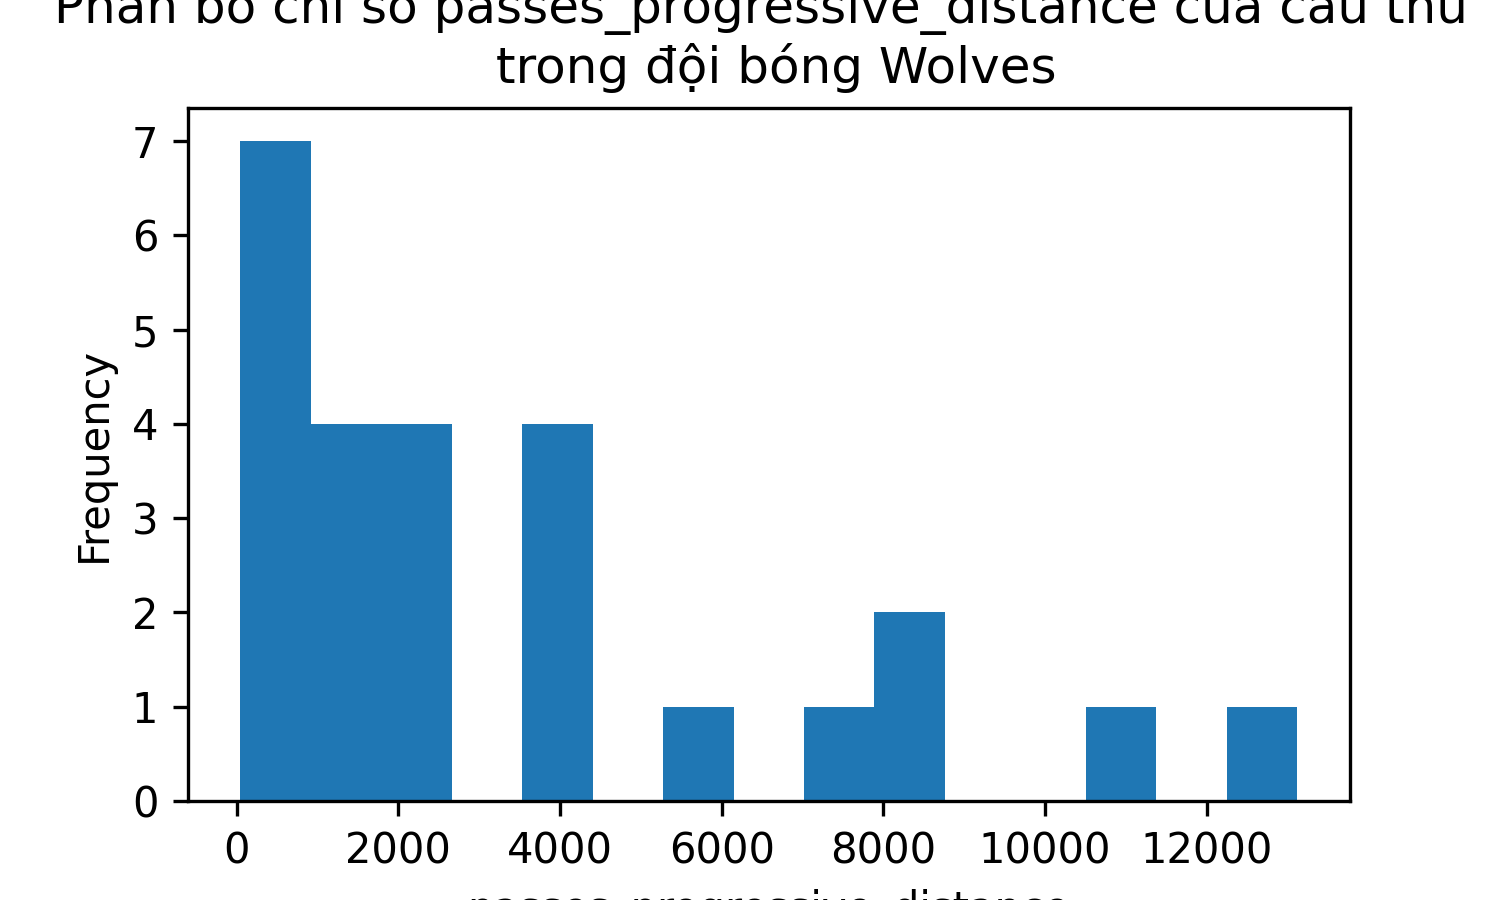 Phân bố chỉ số passes_progressive_distance của cầu thủ
trong đội bóng Wolves
7
6
5
4
3
2
1
0
Frequency
0 2000 4000 6000 8000 10000 12000
passes_progressive_distance